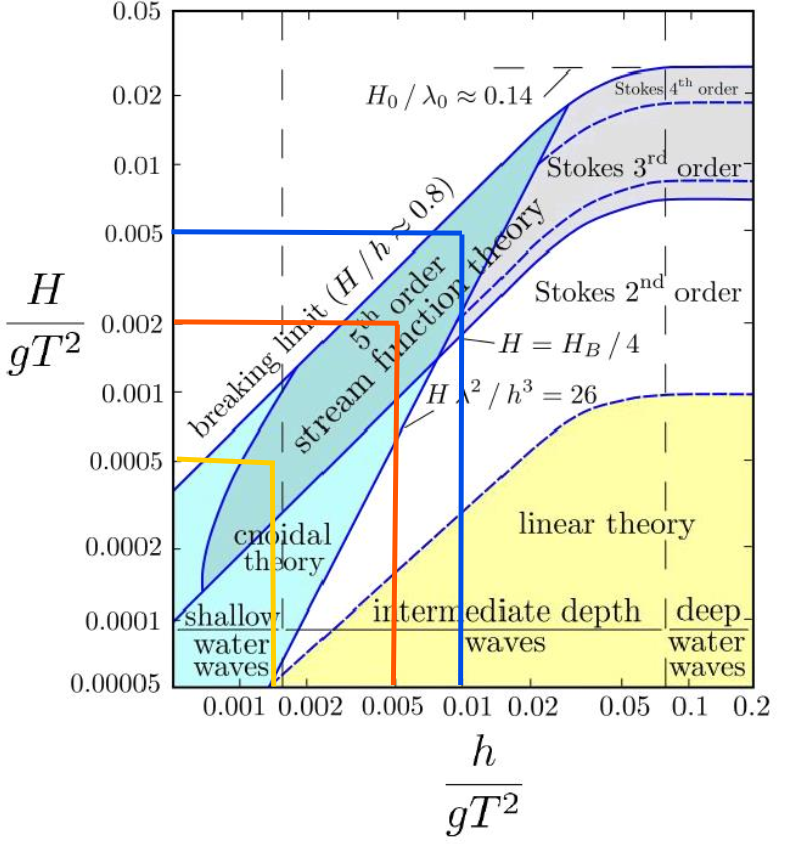 0.05
0.02
0.01
0.005
0.002
0.001
0.0005
0.0002
0.0001
0.00005
H
gT²
H₀ / λ₀ ≈ 0.14
Stokes 4ᵗʰ order
Stokes 3ʳᵈ order
breaking limit (H / h ≈ 0.8)
5ᵗʰ order
stream function theory
Stokes 2ⁿᵈ order
H = H_B / 4
H λ² / h³ = 26
cnoidal
theory
linear theory
shallow
water
waves
intermediate depth
waves
deep
water
waves
0.001 0.002 0.005 0.01 0.02 0.05 0.1 0.2
h
gT²